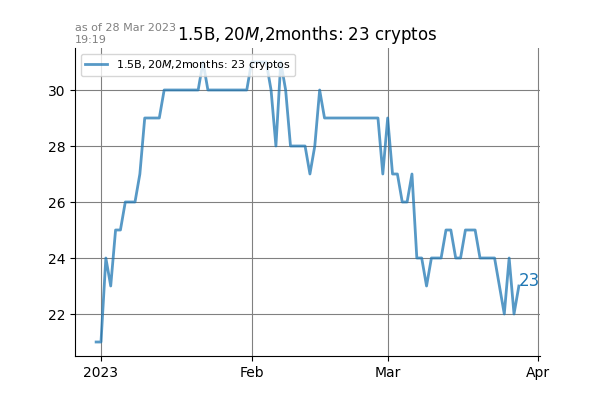 as of 28 Mar 2023
19:19
1.5B, 20M,2months: 23 cryptos
1.5B, 20M,2months: 23 cryptos
30
28
26
24
22
23
2023
Feb
Mar
Apr